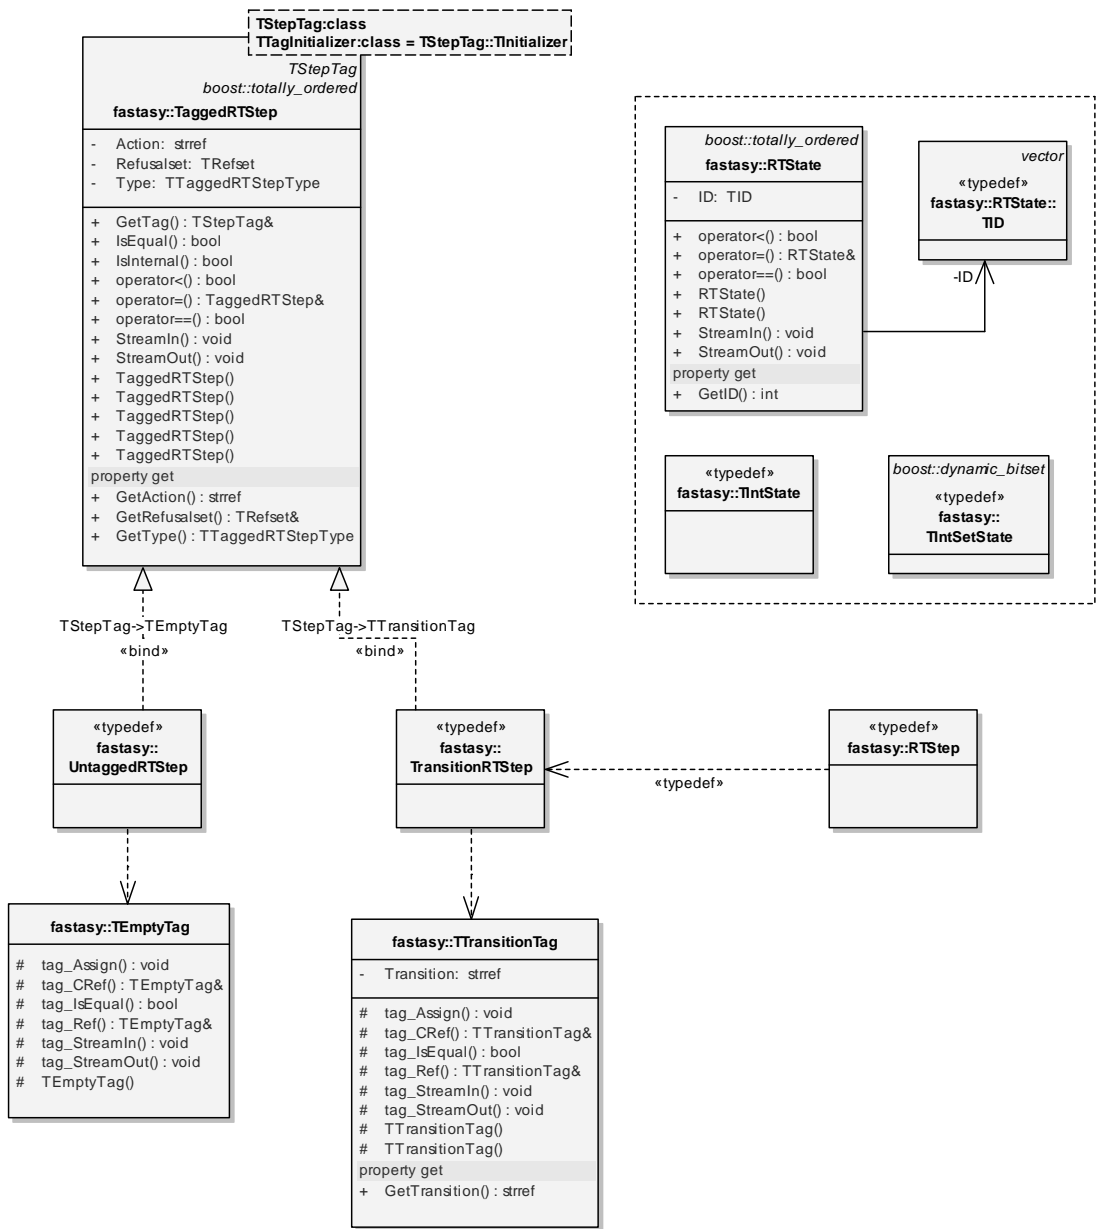 TStepTag:class
TTagInitializer:class = TStepTag::TInitializer
TStepTag
boost::totally_ordered
fastasy::TaggedRTStep
- Action: strref
- Refusalset: TRefset
- Type: TTaggedRTStepType
+ GetTag() : TStepTag&
+ IsEqual() : bool
+ IsInternal() : bool
+ operator<() : bool
+ operator=() : TaggedRTStep&
+ operator==() : bool
+ StreamIn() : void
+ StreamOut() : void
+ TaggedRTStep()
+ TaggedRTStep()
+ TaggedRTStep()
+ TaggedRTStep()
+ TaggedRTStep()
property get
+ GetAction() : strref
+ GetRefusalset() : TRefset&
+ GetType() : TTaggedRTStepType
boost::totally_ordered
fastasy::RTState
- ID: TID
+ operator<() : bool
+ operator=() : RTState&
+ operator==() : bool
+ RTState()
+ RTState()
+ StreamIn() : void
+ StreamOut() : void
property get
+ GetID() : int
vector
«typedef»
fastasy::RTState::
TID
-ID
«typedef»
fastasy::TIntState
boost::dynamic_bitset
«typedef»
fastasy::
TIntSetState
TStepTag->TEmptyTag
«bind»
TStepTag->TTransitionTag
«bind»
«typedef»
fastasy::
UntaggedRTStep
«typedef»
fastasy::
TransitionRTStep
«typedef»
«typedef»
fastasy::RTStep
fastasy::TEmptyTag
# tag_Assign() : void
# tag_CRef() : TEmptyTag&
# tag_IsEqual() : bool
# tag_Ref() : TEmptyTag&
# tag_StreamIn() : void
# tag_StreamOut() : void
# TEmptyTag()
fastasy::TTransitionTag
- Transition: strref
# tag_Assign() : void
# tag_CRef() : TTransitionTag&
# tag_IsEqual() : bool
# tag_Ref() : TTransitionTag&
# tag_StreamIn() : void
# tag_StreamOut() : void
# TTransitionTag()
# TTransitionTag()
property get
+ GetTransition() : strref